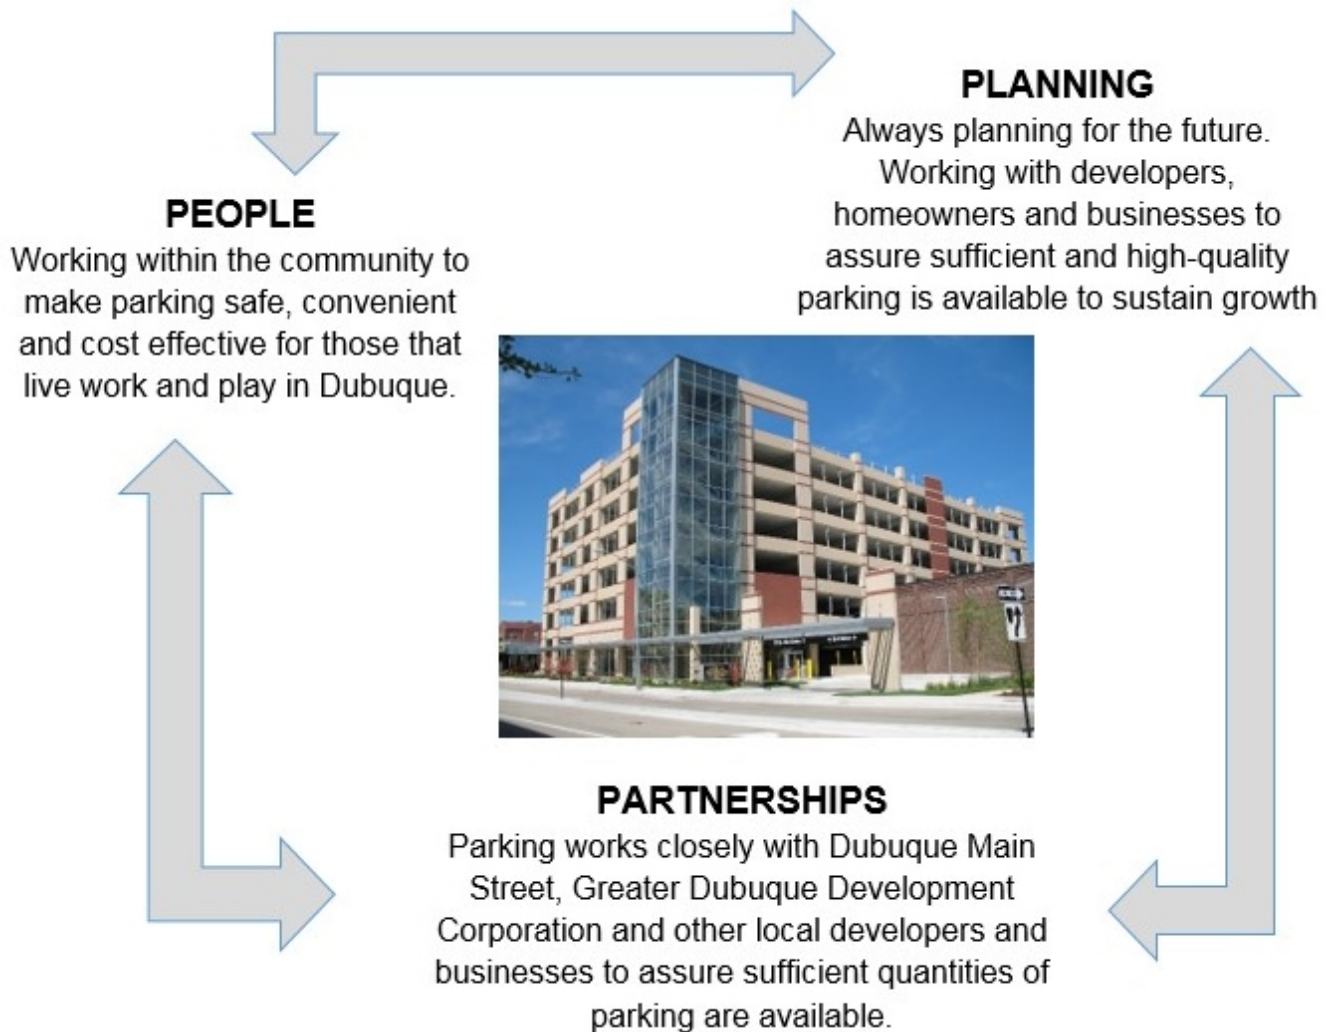 PEOPLE
Working within the community to
make parking safe, convenient
and cost effective for those that
live work and play in Dubuque.
PLANNING
Always planning for the future.
Working with developers,
homeowners and businesses to
assure sufficient and high-quality
parking is available to sustain growth
PARTNERSHIPS
Parking works closely with Dubuque Main
Street, Greater Dubuque Development
Corporation and other local developers and
businesses to assure sufficient quantities of
parking are available.